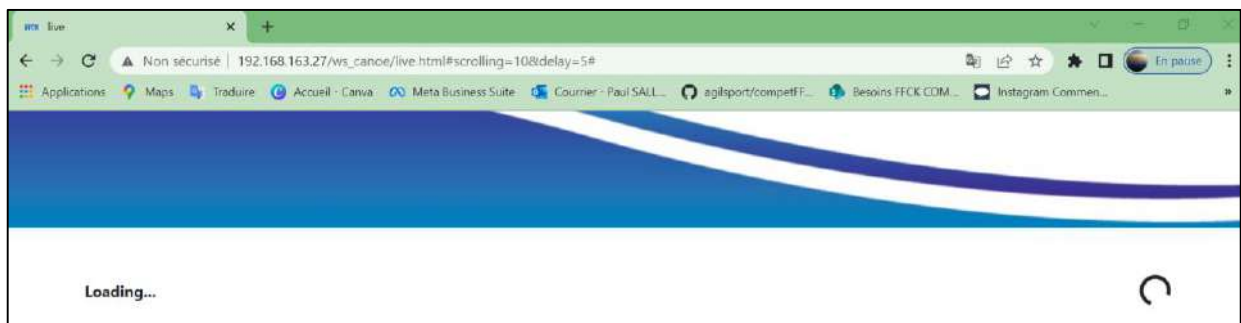 live
Non sécurisé | 192.168.163.27/ws_canoe/live.html#scrolling=10&delay=5#
En pause
Applications Maps Traduire Accueil - Canva Meta Business Suite Courrier - Paul SALL... agilsport/competFF... Besoins FFCK COM... Instagram Commen...
Loading...